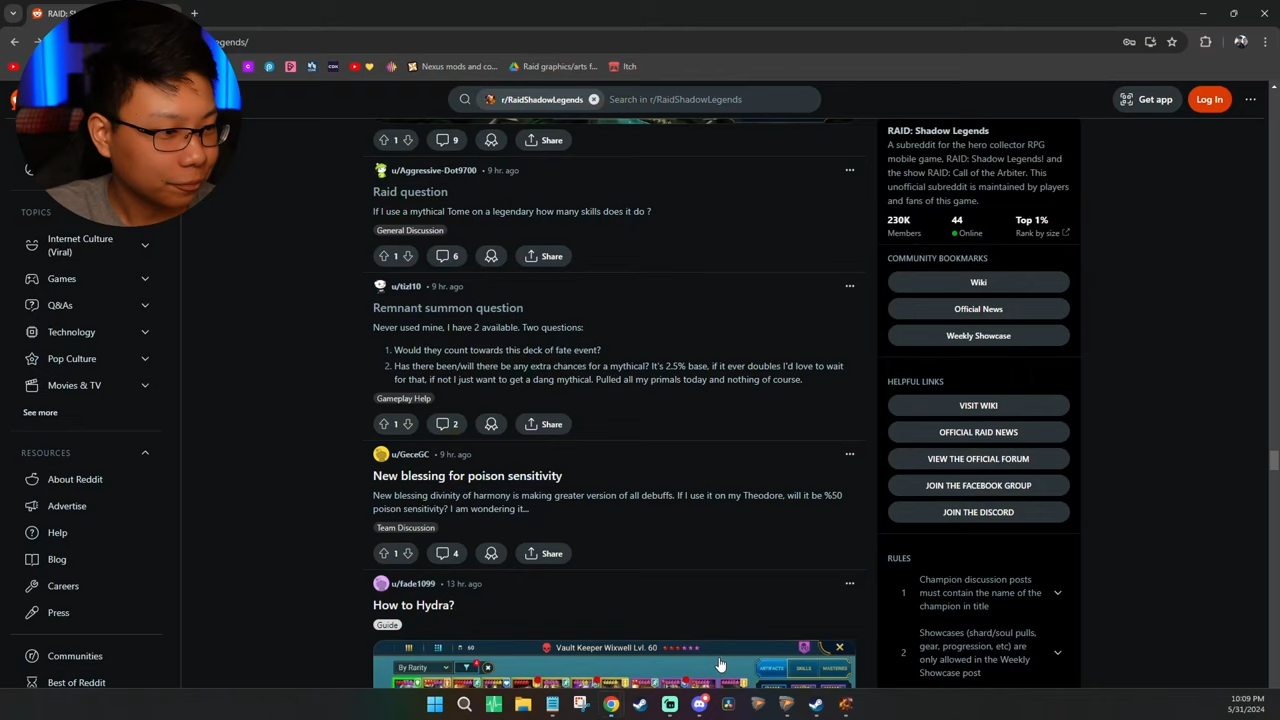 RAID: S
egends/
Nexus mods and co...
Raid graphics/arts f...
Itch
r/RaidShadowLegends
Search in r/RaidShadowLegends
Get app
Log In
TOPICS
Internet Culture
(Viral)
Games
Q&As
Technology
Pop Culture
Movies & TV
See more
RESOURCES
About Reddit
Advertise
Help
Blog
Careers
Press
Communities
Best of Reddit
1
9
Share
u/Aggressive-Dot9700 • 9 hr. ago
Raid question
If I use a mythical Tome on a legendary how many skills does it do ?
General Discussion
1
6
Share
u/tizl10 • 9 hr. ago
Remnant summon question
Never used mine, I have 2 available. Two questions:
1. Would they count towards this deck of fate event?
2. Has there been/will there be any extra chances for a mythical? It's 2.5% base, if it ever doubles I'd love to wait
for that, if not I just want to get a dang mythical. Pulled all my primals today and nothing of course.
Gameplay Help
1
2
Share
u/GeceGC • 9 hr. ago
New blessing for poison sensitivity
New blessing divinity of harmony is making greater version of all debuffs. If I use it on my Theodore, will it be %50
poison sensitivity? I am wondering it...
Team Discussion
1
4
Share
u/fade1099 • 13 hr. ago
How to Hydra?
Guide
60
Vault Keeper Wixwell Lvl. 60
By Rarity
ARTIFACTS
SKILLS
MASTERIES
RAID: Shadow Legends
A subreddit for the hero collector RPG
mobile game, RAID: Shadow Legends! and
the show RAID: Call of the Arbiter. This
unofficial subreddit is maintained by players
and fans of this game.
230K
44
Top 1%
Members
Online
Rank by size
COMMUNITY BOOKMARKS
Wiki
Official News
Weekly Showcase
HELPFUL LINKS
VISIT WIKI
OFFICIAL RAID NEWS
VIEW THE OFFICIAL FORUM
JOIN THE FACEBOOK GROUP
JOIN THE DISCORD
RULES
1
Champion discussion posts
must contain the name of the
champion in title
2
Showcases (shard/soul pulls,
gear, progression, etc) are
only allowed in the Weekly
Showcase post
10:09 PM
5/31/2024